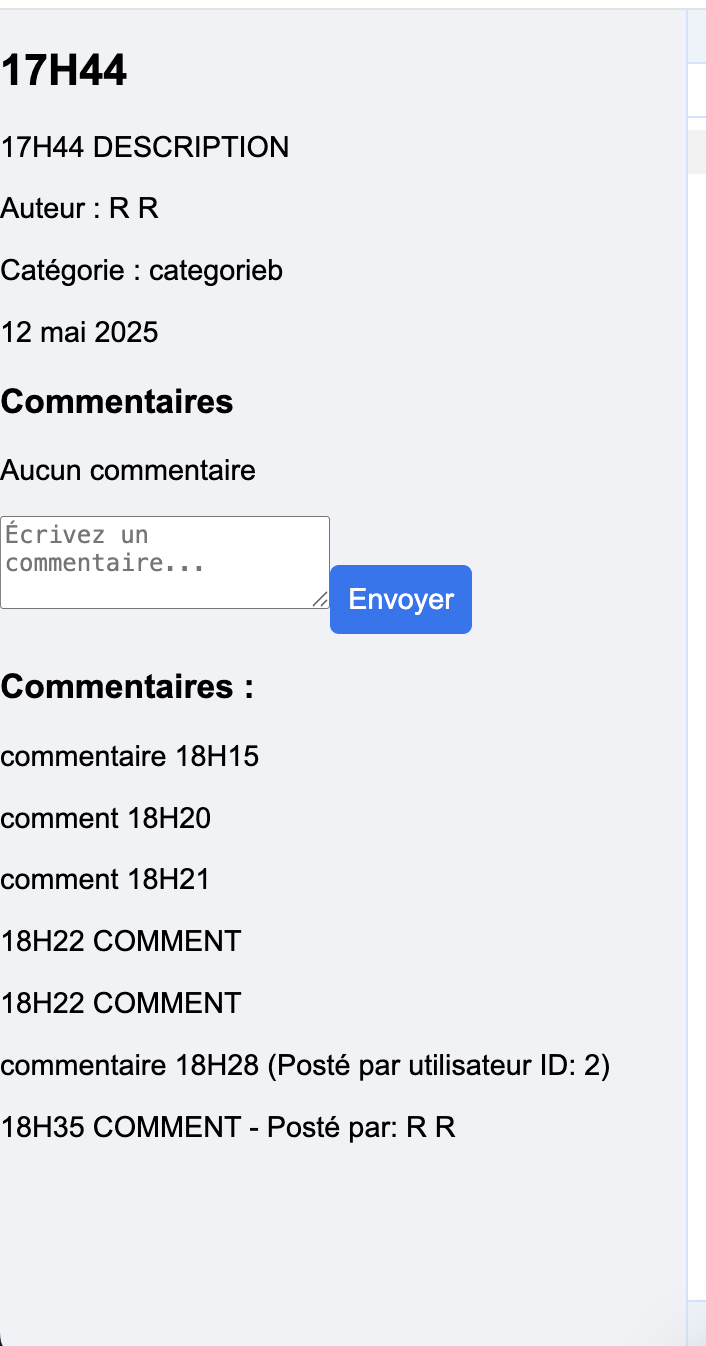 17H44
17H44 DESCRIPTION
Auteur : R R
Catégorie : categorieb
12 mai 2025
Commentaires
Aucun commentaire
Écrivez un
commentaire...
Envoyer
Commentaires :
commentaire 18H15
comment 18H20
comment 18H21
18H22 COMMENT
18H22 COMMENT
commentaire 18H28 (Posté par utilisateur ID: 2)
18H35 COMMENT - Posté par: R R